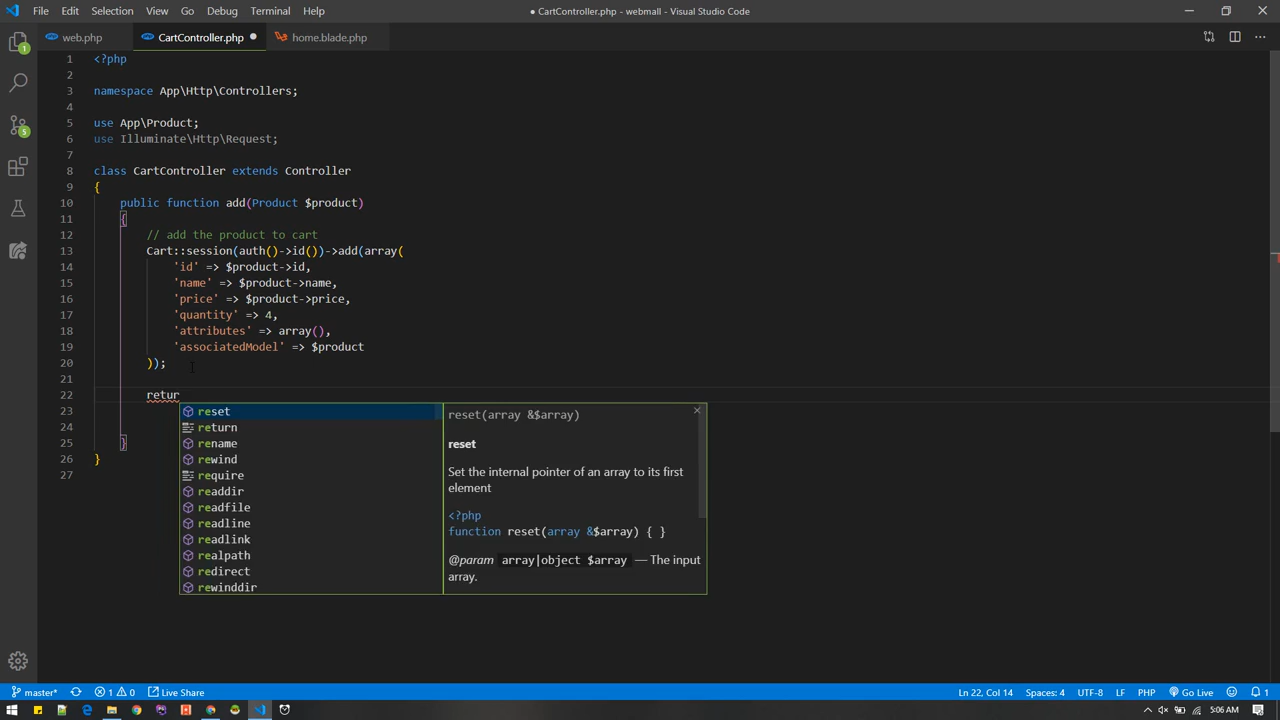 File Edit Selection View Go Debug Terminal Help
● CartController.php - webmall - Visual Studio Code
web.php CartController.php ● home.blade.php
1 <?php
2
3 namespace App\Http\Controllers;
4
5 use App\Product;
6 use Illuminate\Http\Request;
7
8 class CartController extends Controller
9 {
10 public function add(Product $product)
11 {
12 // add the product to cart
13 Cart::session(auth()->id())->add(array(
14 'id' => $product->id,
15 'name' => $product->name,
16 'price' => $product->price,
17 'quantity' => 4,
18 'attributes' => array(),
19 'associatedModel' => $product
20 ));
21
22 retur
23
24
25 }
26 }
27
reset
return
rename
rewind
require
readdir
readfile
readline
readlink
realpath
redirect
rewinddir
reset(array &$array)
reset
Set the internal pointer of an array to its first
element
<?php
function reset(array &$array) { }
@param array|object $array — The input
array.
1
5
master* 1 0 Live Share
Ln 22, Col 14 Spaces: 4 UTF-8 LF PHP Go Live 1
5:06 AM